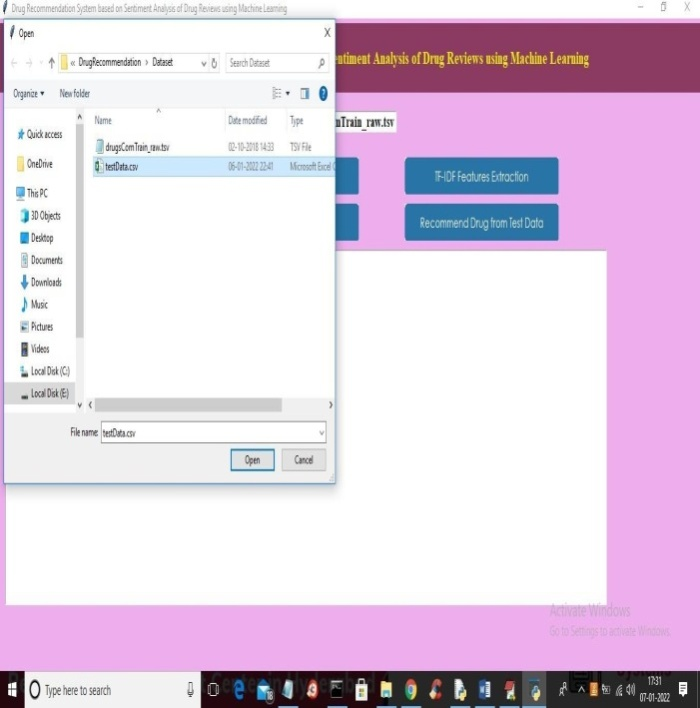 Drug Recommendation System based on Sentiment Analysis of Drug Reviews using Machine Learning
Open
X
entiment Analysis of Drug Reviews using Machine Learning
« DrugRecommendation › Dataset
Search Dataset
Organize
New folder
nTrain_raw.tsv
Name
Date modified
Type
Quick access
drugsComTrain_raw.tsv
02-10-2018 14:33
TSV File
testData.csv
06-01-2022 22:41
Microsoft Excel C
OneDrive
This PC
3D Objects
Desktop
Documents
Downloads
Music
Pictures
Videos
Local Disk (C:)
Local Disk (E:)
TF-IDF Features Extraction
Recommend Drug from Test Data
File name:
testData.csv
Open
Cancel
Activate Windows
Go to Settings to activate Windows.
Type here to search
17:31
07-01-2022